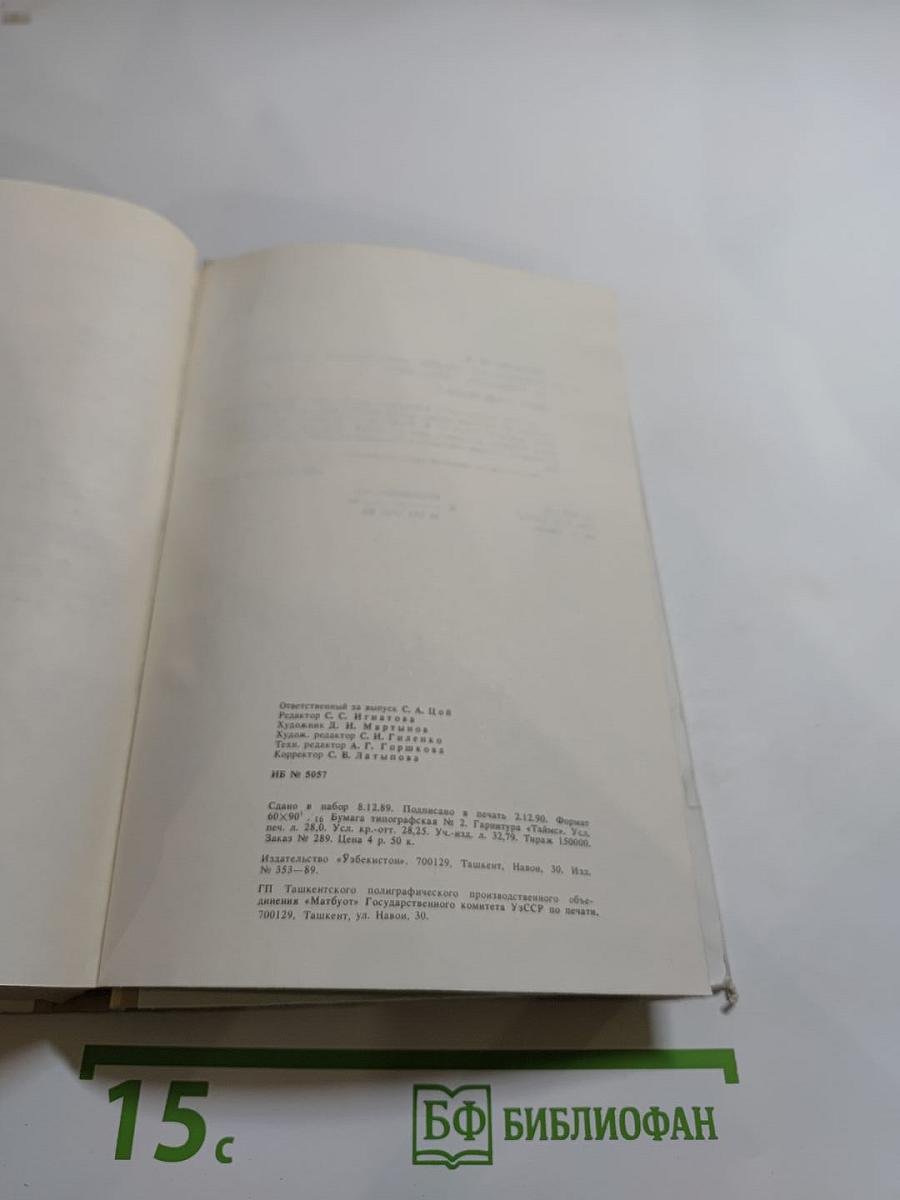 Ответственный за выпуск С. А. Цой
Редактор С. С. Игнатова
Художник Д. И. Мартынов
Худож. редактор С. И. Гиленко
Техн. редактор А. Г. Горшкова
Корректор С. В. Латыпова
ИБ № 5057
Сдано в набор 8.12.89. Подписано в печать 2.12.90. Формат
60×90¹/₁₆ Бумага типографская № 2. Гарнитура «Таймс». Усл.
печ. л. 28,0. Усл. кр.-отт. 28,25. Уч.-изд. л. 32,79. Тираж 150000.
Заказ № 289. Цена 4 р. 50 к.
Издательство «Ўзбекистон». 700129, Ташкент, Навои, 30. Изд.
№ 353—89.
ГП Ташкентского полиграфического производственного объе-
динения «Матбуот» Государственного комитета УзССР по печати.
700129, Ташкент, ул. Навои, 30.
15 с
БФ БИБЛИОФАН